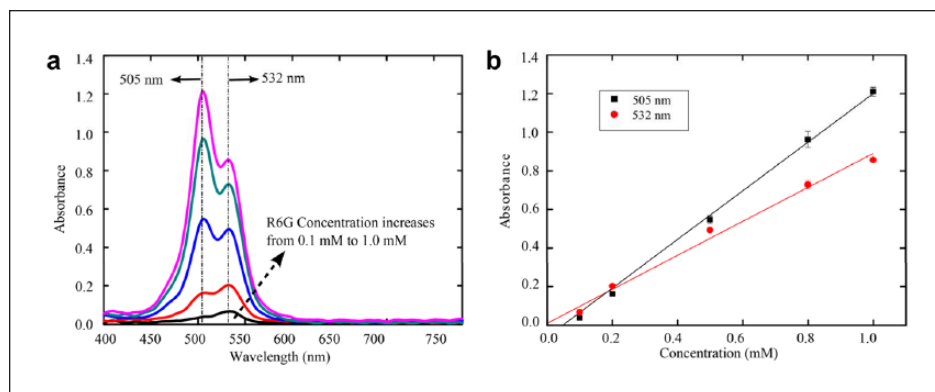 a
505 nm
532 nm
R6G Concentration increases
from 0.1 mM to 1.0 mM
Absorbance
1.4
1.2
1.0
0.8
0.6
0.4
0.2
0.0
400 450 500 550 600 650 700 750
Wavelength (nm)
b
505 nm
532 nm
Absorbance
1.4
1.2
1.0
0.8
0.6
0.4
0.2
0.0
0.0 0.2 0.4 0.6 0.8 1.0
Concentration (mM)